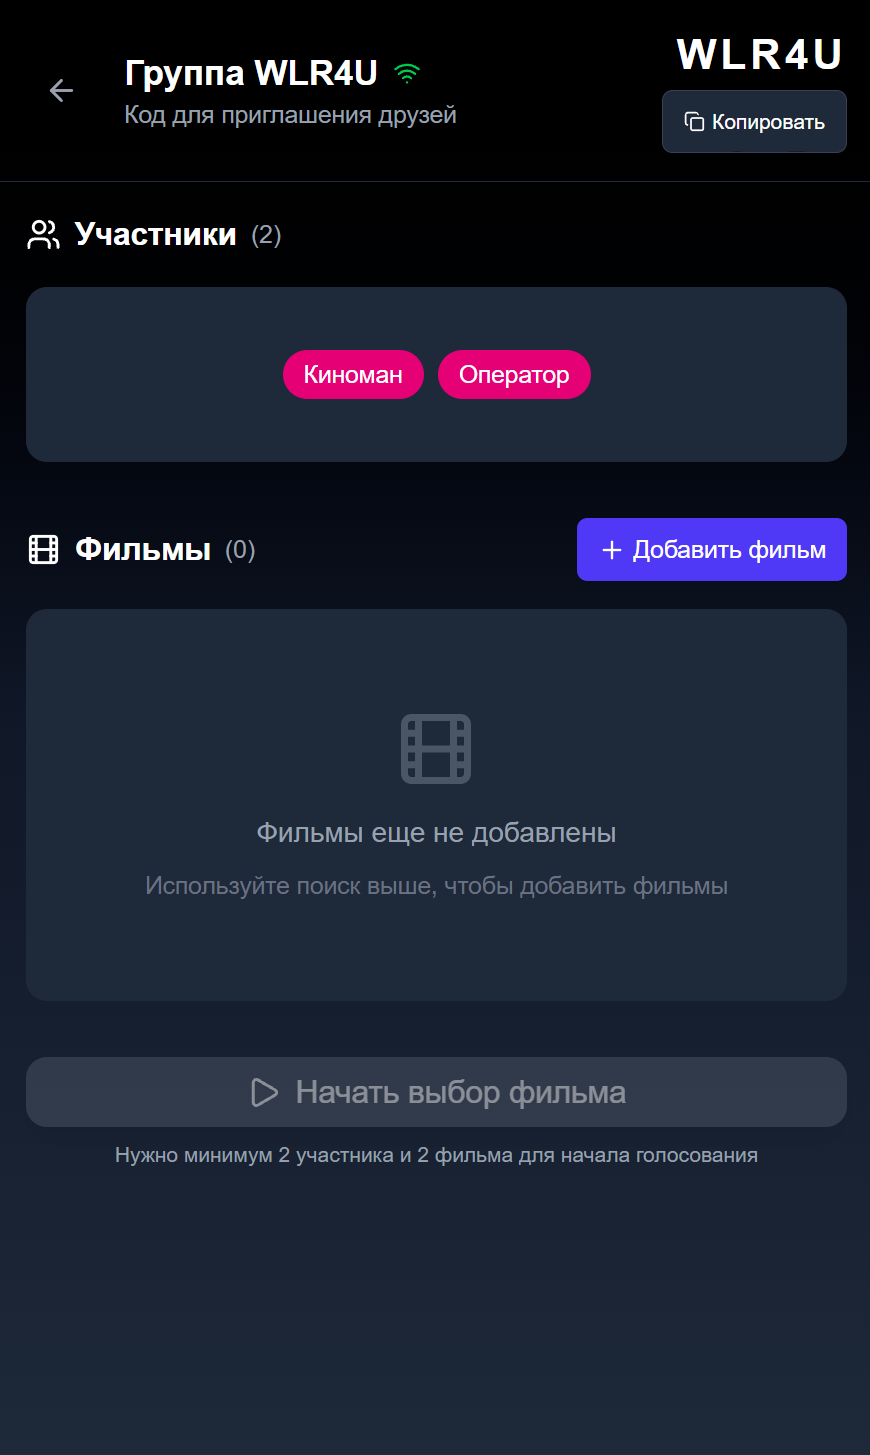 Группа WLR4U
Код для приглашения друзей
WLR4U
Копировать
Участники (2)
Киноман
Оператор
Фильмы (0)
Добавить фильм
Фильмы еще не добавлены
Используйте поиск выше, чтобы добавить фильмы
Начать выбор фильма
Нужно минимум 2 участника и 2 фильма для начала голосования